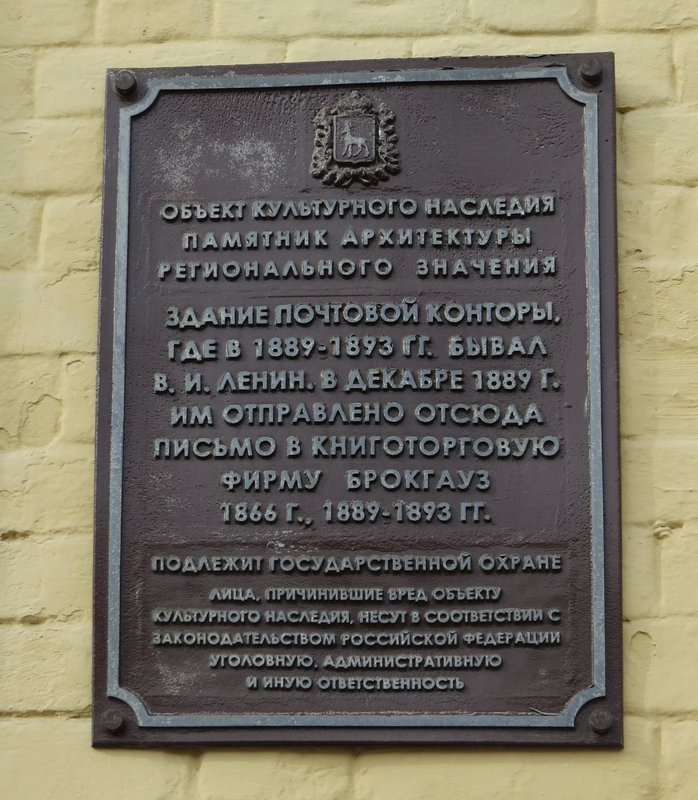 ОБЪЕКТ КУЛЬТУРНОГО НАСЛЕДИЯ
ПАМЯТНИК АРХИТЕКТУРЫ
РЕГИОНАЛЬНОГО ЗНАЧЕНИЯ
ЗДАНИЕ ПОЧТОВОЙ КОНТОРЫ,
ГДЕ В 1889-1893 ГГ. БЫВАЛ
В. И. ЛЕНИН. В ДЕКАБРЕ 1889 Г.
ИМ ОТПРАВЛЕНО ОТСЮДА
ПИСЬМО В КНИГОТОРГОВУЮ
ФИРМУ БРОКГАУЗ
1866 Г., 1889-1893 ГГ.
ПОДЛЕЖИТ ГОСУДАРСТВЕННОЙ ОХРАНЕ
ЛИЦА, ПРИЧИНИВШИЕ ВРЕД ОБЪЕКТУ
КУЛЬТУРНОГО НАСЛЕДИЯ, НЕСУТ В СООТВЕТСТВИИ С
ЗАКОНОДАТЕЛЬСТВОМ РОССИЙСКОЙ ФЕДЕРАЦИИ
УГОЛОВНУЮ, АДМИНИСТРАТИВНУЮ
И ИНУЮ ОТВЕТСТВЕННОСТЬ